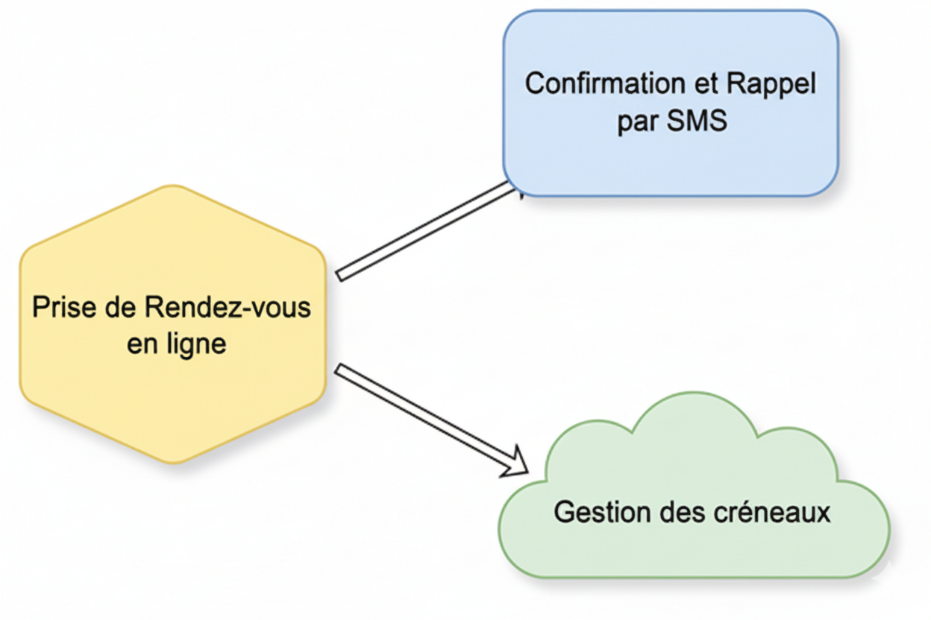 Confirmation et Rappel
par SMS
Prise de Rendez-vous
en ligne
Gestion des créneaux